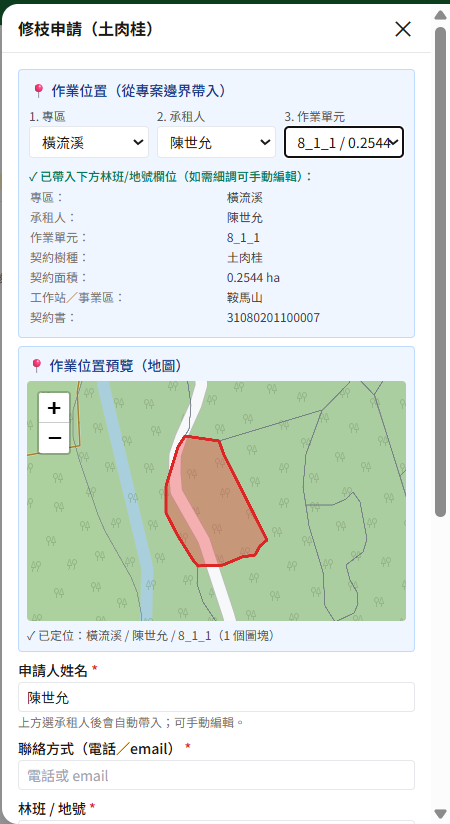 修枝申請（土肉桂）
📍 作業位置（從專案邊界帶入）
1. 專區 2. 承租人 3. 作業單元
橫流溪 陳世允 8_1_1 / 0.2544
✓ 已帶入下方林班/地號欄位（如需細調可手動編輯）：
專區： 橫流溪
承租人： 陳世允
作業單元： 8_1_1
契約樹種： 土肉桂
契約面積： 0.2544 ha
工作站／事業區： 鞍馬山
契約書： 31080201100007
📍 作業位置預覽（地圖）
+
−
✓ 已定位：橫流溪 / 陳世允 / 8_1_1（1 個圖塊）
申請人姓名 *
陳世允
上方選承租人後會自動帶入；可手動編輯。
聯絡方式（電話／email） *
電話或 email
林班 / 地號 *